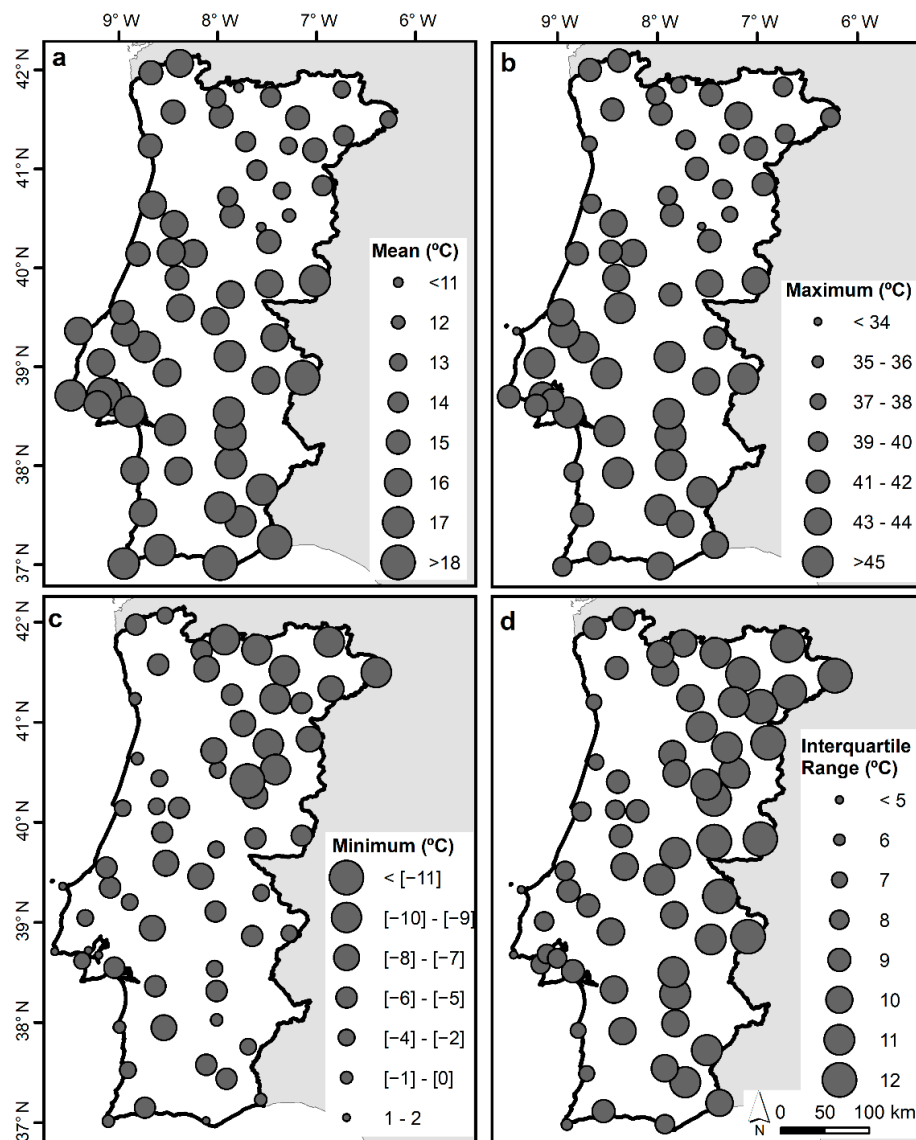 9° W 8° W 7° W 6° W 9° W 8° W 7° W 6° W
a
42° N
41° N
40° N
39° N
38° N
37° N
Mean (ºC)
<11
12
13
14
15
16
17
>18
b
Maximum (ºC)
< 34
35 - 36
37 - 38
39 - 40
41 - 42
43 - 44
>45
c
42° N
41° N
40° N
39° N
38° N
37° N
Minimum (ºC)
< [−11]
[−10] - [−9]
[−8] - [−7]
[−6] - [−5]
[−4] - [−2]
[−1] - [0]
1 - 2
d
Interquartile
Range (ºC)
< 5
6
7
8
9
10
11
12
N
0 50 100 km